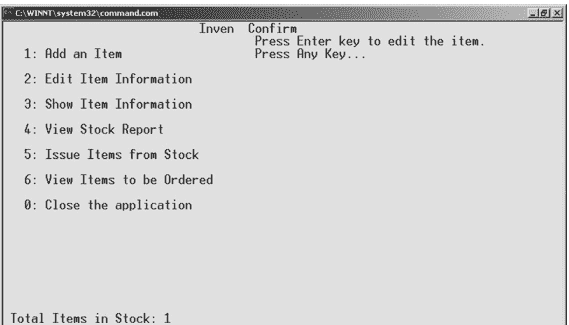 C:\WINNT\system32\command.com
Inven Confirm
Press Enter key to edit the item.
1: Add an Item Press Any Key...
2: Edit Item Information
3: Show Item Information
4: View Stock Report
5: Issue Items from Stock
6: View Items to be Ordered
0: Close the application
Total Items in Stock: 1